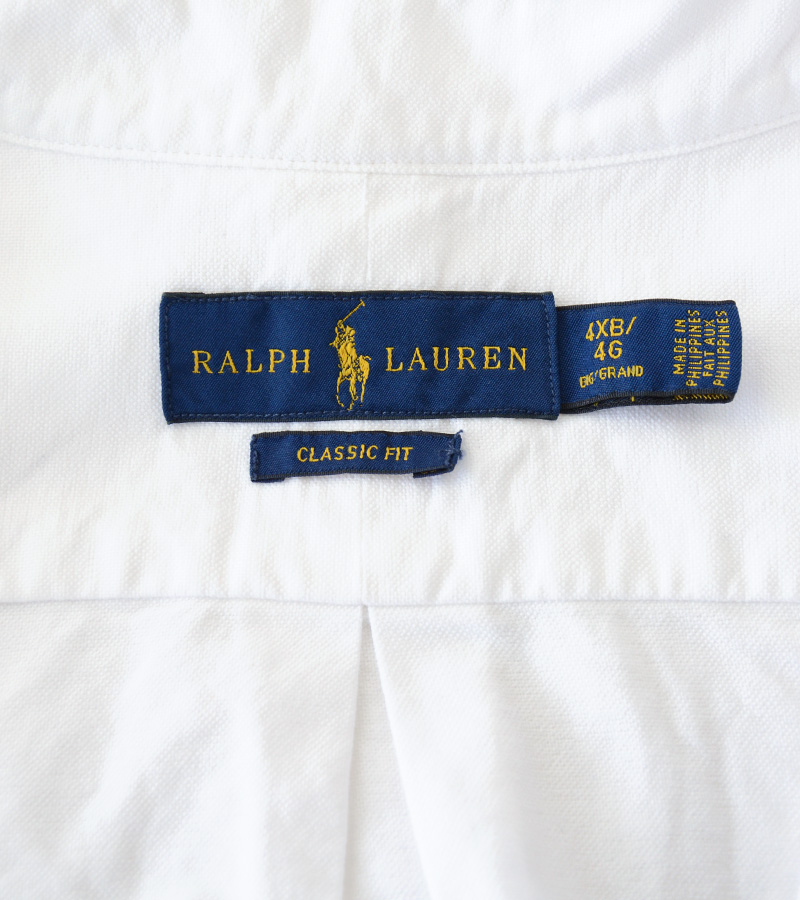 RALPH LAUREN
4XB/
4G
BIG/GRAND
MADE IN
PHILIPPINES
FAIT AUX
PHILIPPINES
CLASSIC FIT